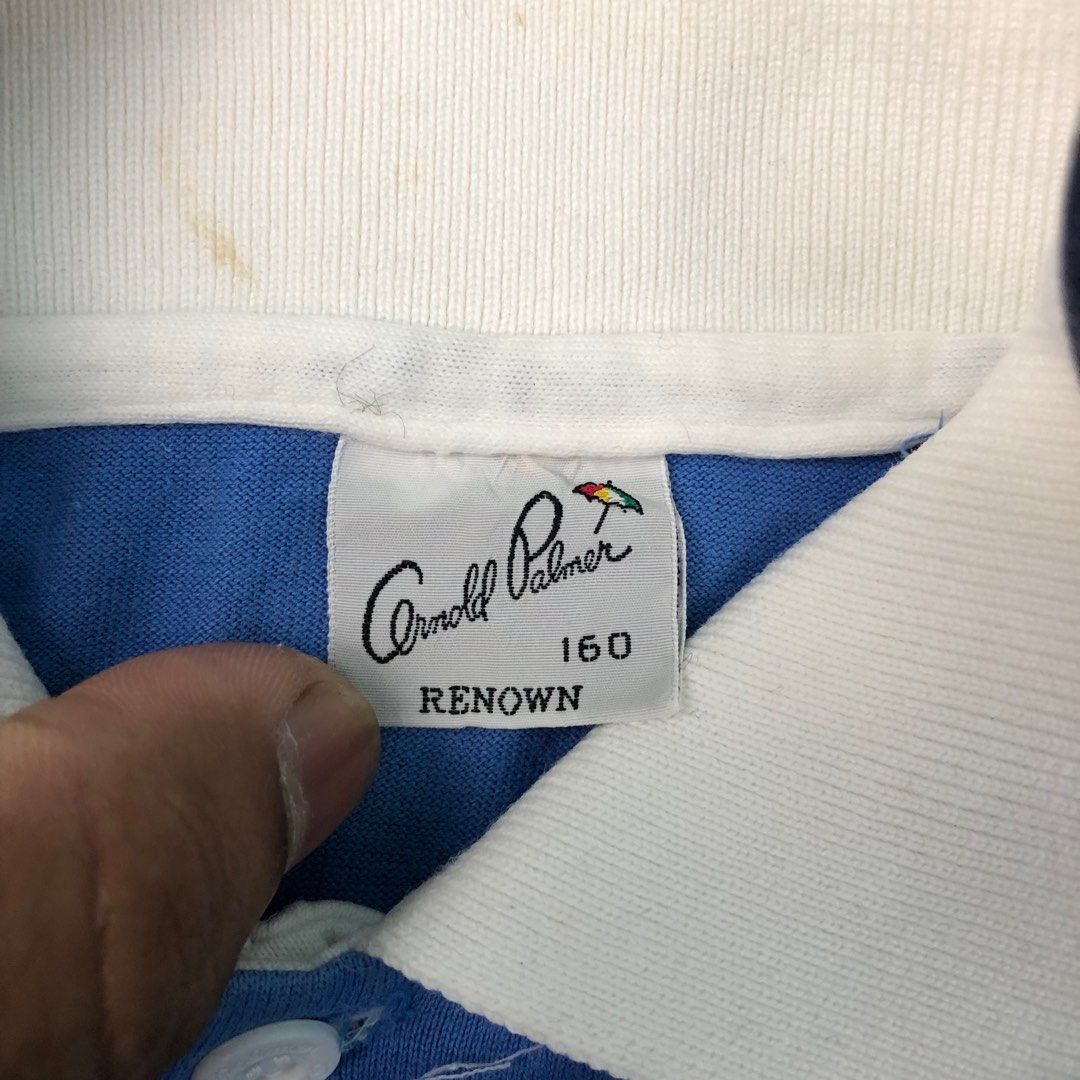 Arnold Palmer
160
RENOWN